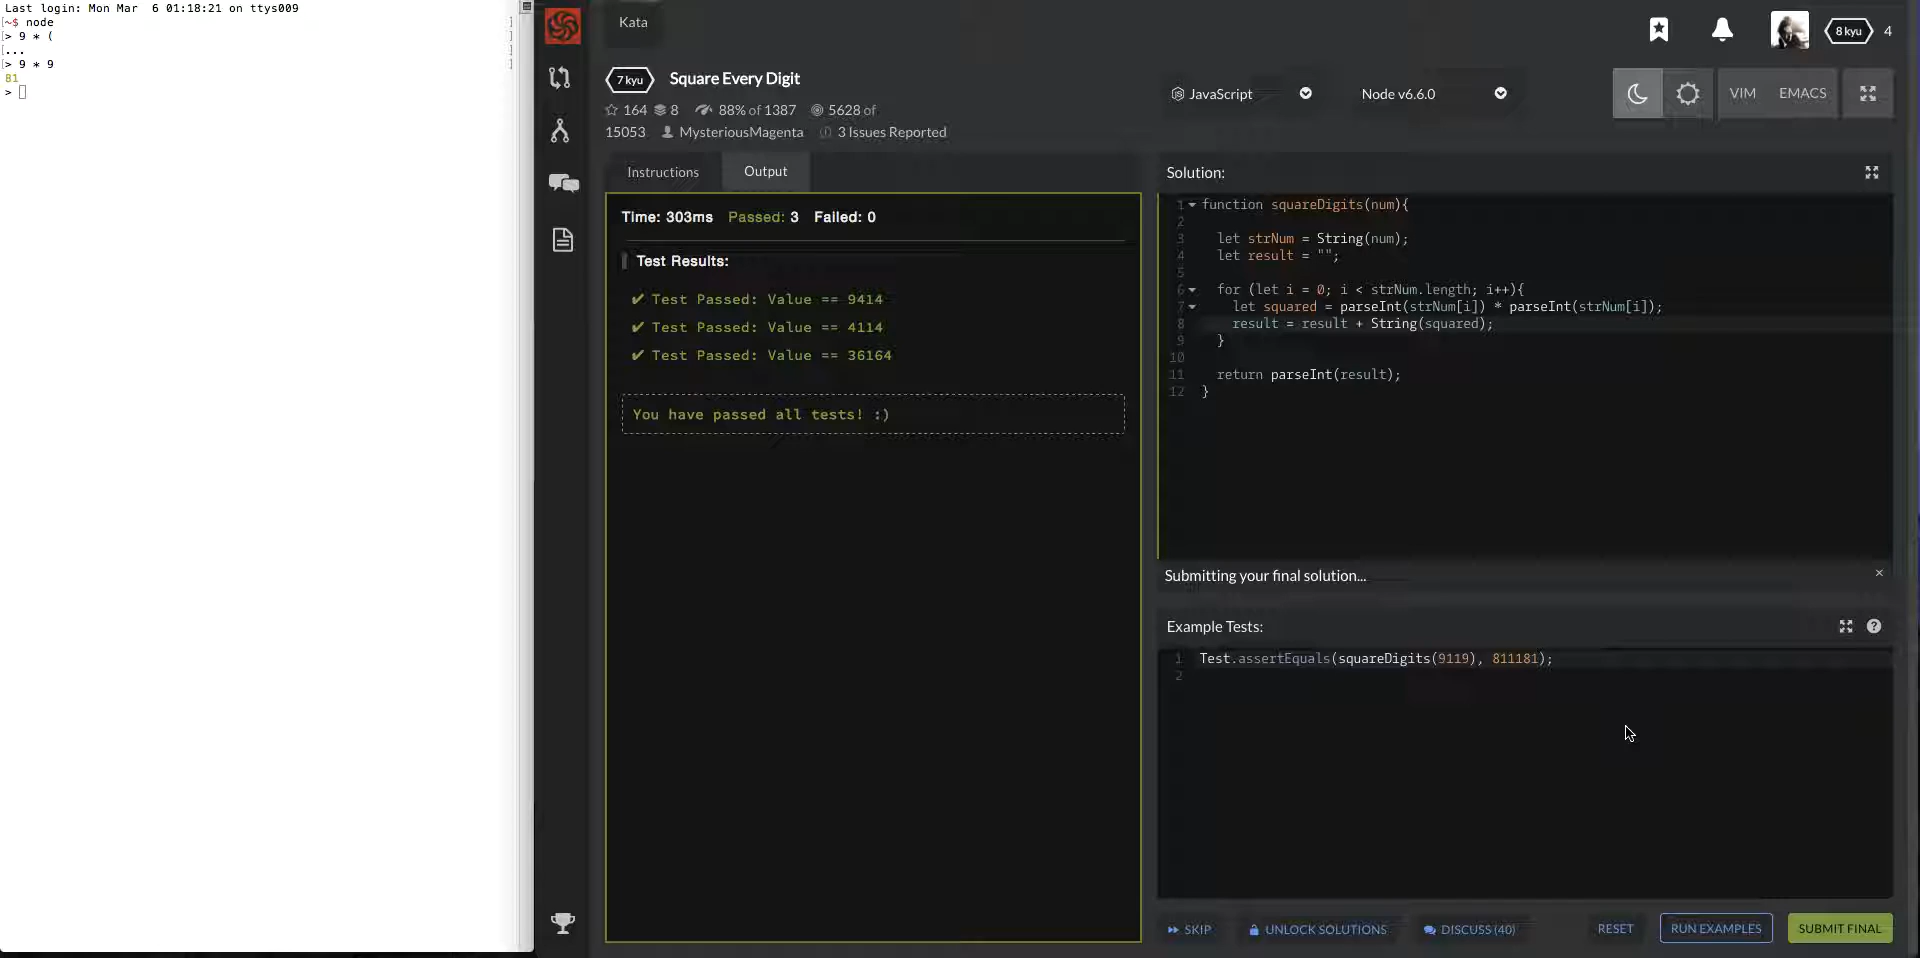 Last login: Mon Mar  6 01:18:21 on ttys009
[~$ node ]
[> 9 * ( ]
[... ]
[> 9 * 9 ]
81
>
Kata
8 kyu 4
7 kyu Square Every Digit
164 8 88% of 1387 5628 of
15053 MysteriousMagenta 3 Issues Reported
JavaScript Node v6.6.0 VIM EMACS
Instructions Output
Time: 303ms Passed: 3 Failed: 0
Test Results:
✔ Test Passed: Value == 9414
✔ Test Passed: Value == 4114
✔ Test Passed: Value == 36164
You have passed all tests! :)
Solution:
1 function squareDigits(num){
2
3   let strNum = String(num);
4   let result = "";
5
6   for (let i = 0; i < strNum.length; i++){
7     let squared = parseInt(strNum[i]) * parseInt(strNum[i]);
8     result = result + String(squared);
9   }
10
11   return parseInt(result);
12 }
Submitting your final solution... ×
Example Tests: ?
1 Test.assertEquals(squareDigits(9119), 811181);
2
SKIP UNLOCK SOLUTIONS DISCUSS (40) RESET RUN EXAMPLES SUBMIT FINAL